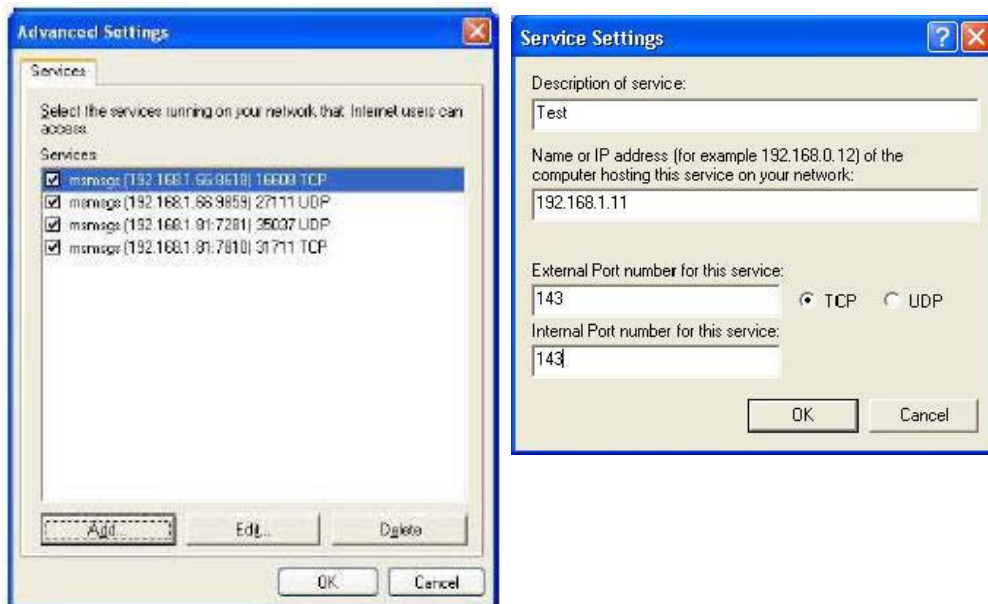 Advanced Settings
Services
Select the services running on your network that Internet users can
access.
Services
msmsgs (192.168.1.66:9618) 16608 TCP
msmsgs (192.168.1.66:9859) 27111 UDP
msmsgs (192.168.1.81:7281) 35037 UDP
msmsgs (192.168.1.81:7810) 31711 TCP
Add...
Edit...
Delete
OK
Cancel
Service Settings
Description of service:
Test
Name or IP address (for example 192.168.0.12) of the
computer hosting this service on your network:
192.168.1.11
External Port number for this service:
143
TCP
UDP
Internal Port number for this service:
143
OK
Cancel